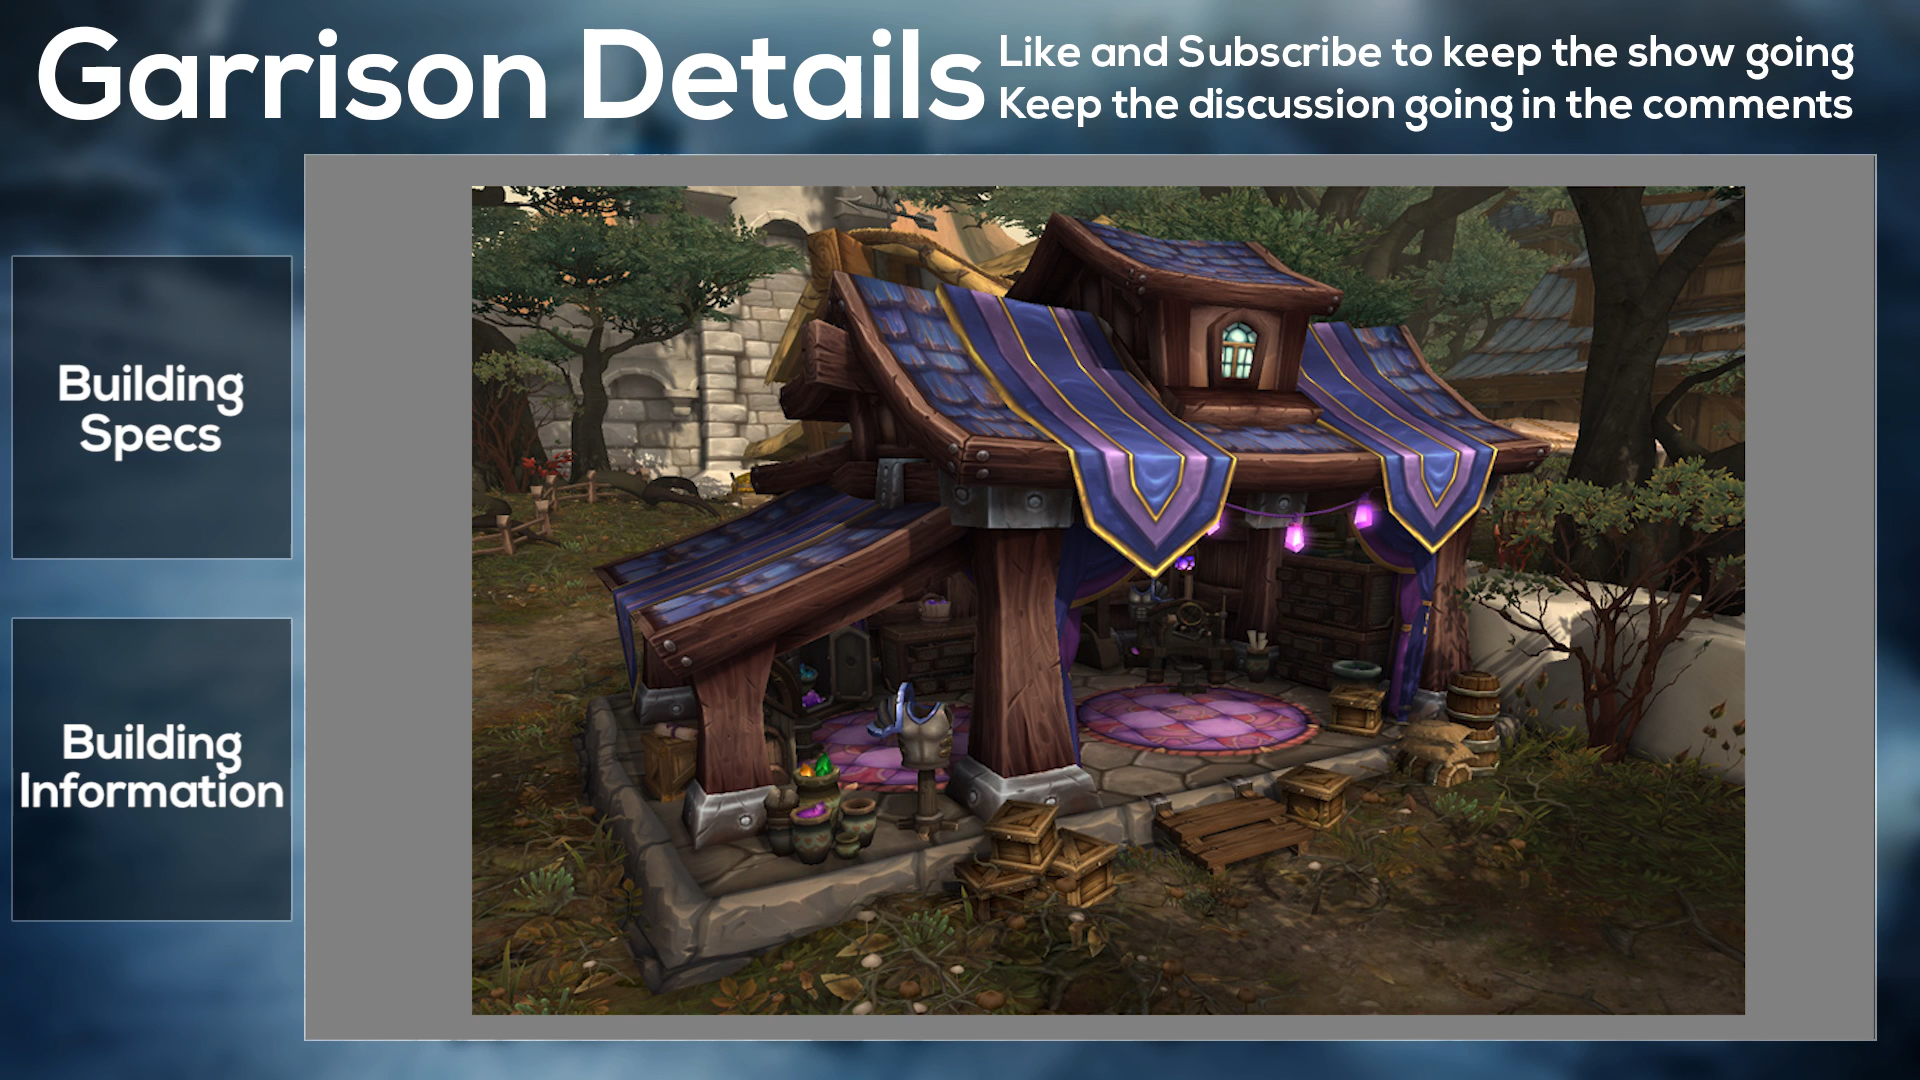 Garrison Details
Like and Subscribe to keep the show going
Keep the discussion going in the comments
Building
Specs
Building
Information